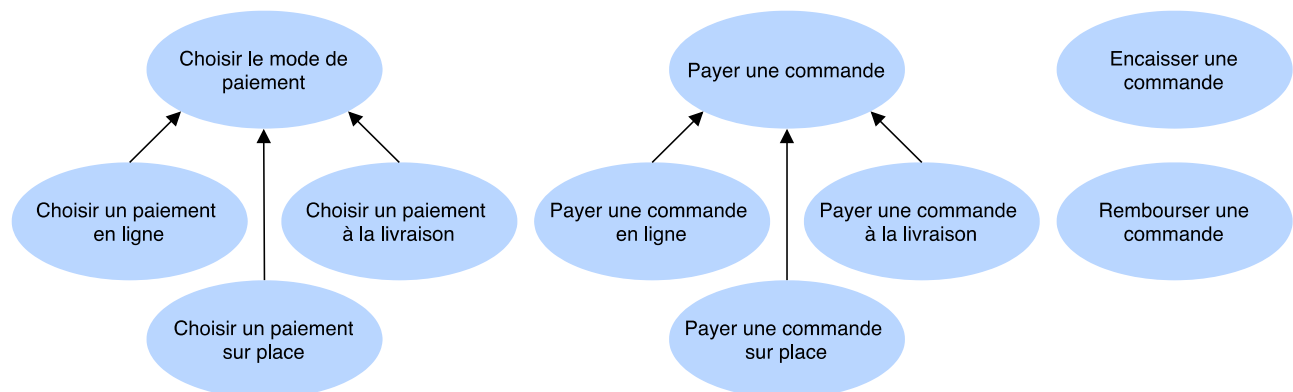 Choisir le mode de
paiement
Payer une commande
Encaisser une
commande
Choisir un paiement
en ligne
Choisir un paiement
à la livraison
Payer une commande
en ligne
Payer une commande
à la livraison
Rembourser une
commande
Choisir un paiement
sur place
Payer une commande
sur place